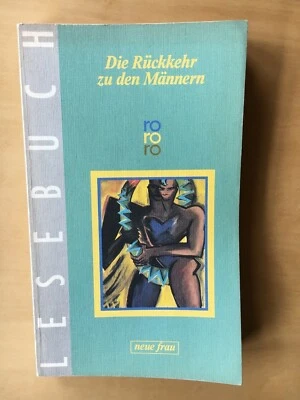 LESEBUCH
Die Rückkehr
zu den Männern
ro
ro
ro
neue frau